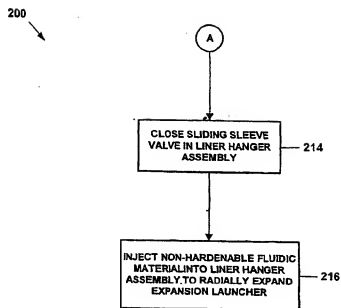 200
A
CLOSE SLIDING SLEEVE
VALVE IN LINER HANGER
ASSEMBLY
214
INJECT NON-HARDENABLE FLUIDIC
MATERIALINTO LINER HANGER
ASSEMBLY.TO RADIALLY EXPAND
EXPANSION LAUNCHER
216